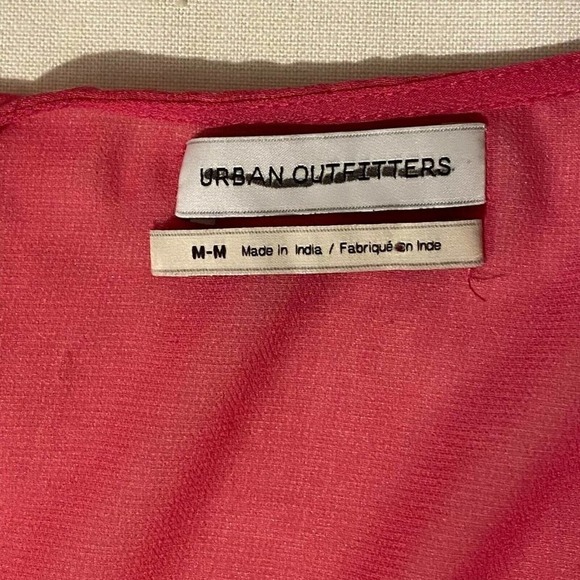 URBAN OUTFITTERS
M-M Made in India / Fabriqué en Inde